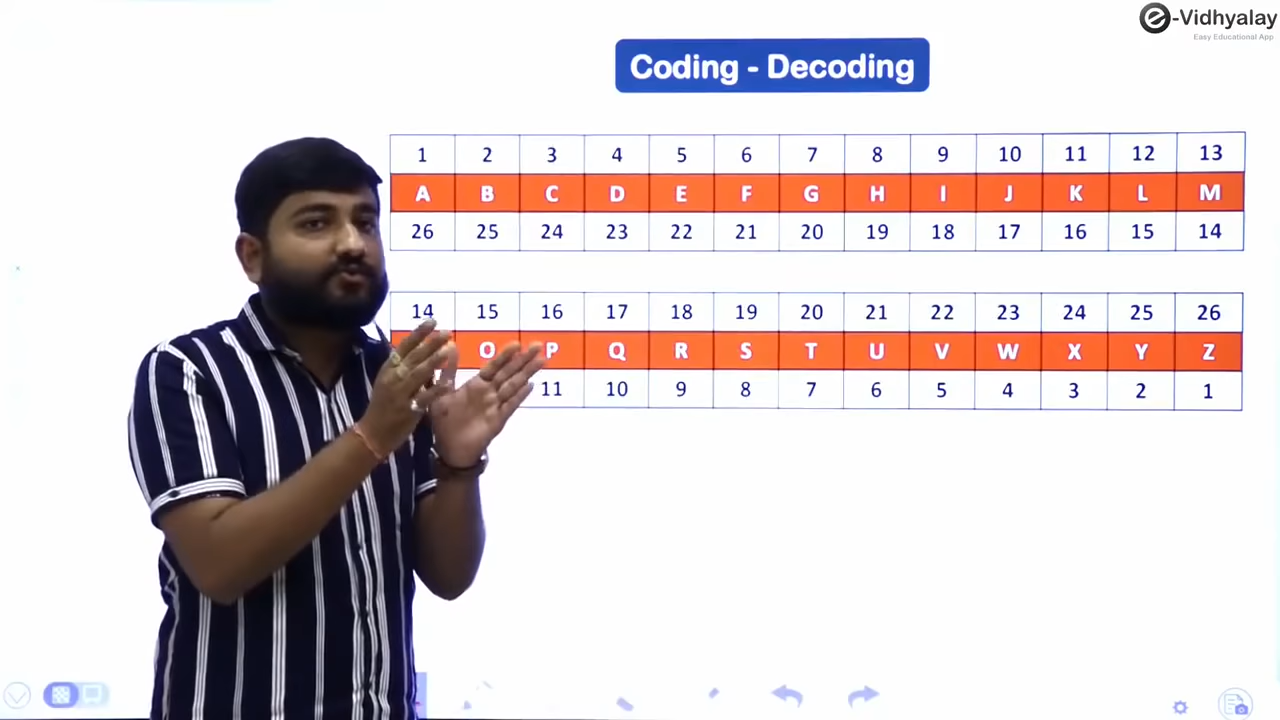 e-Vidhyalay
Easy Educational App
Coding - Decoding
1 2 3 4 5 6 7 8 9 10 11 12 13
A B C D E F G H I J K L M
26 25 24 23 22 21 20 19 18 17 16 15 14
14 15 16 17 18 19 20 21 22 23 24 25 26
O P Q R S T U V W X Y Z
11 10 9 8 7 6 5 4 3 2 1